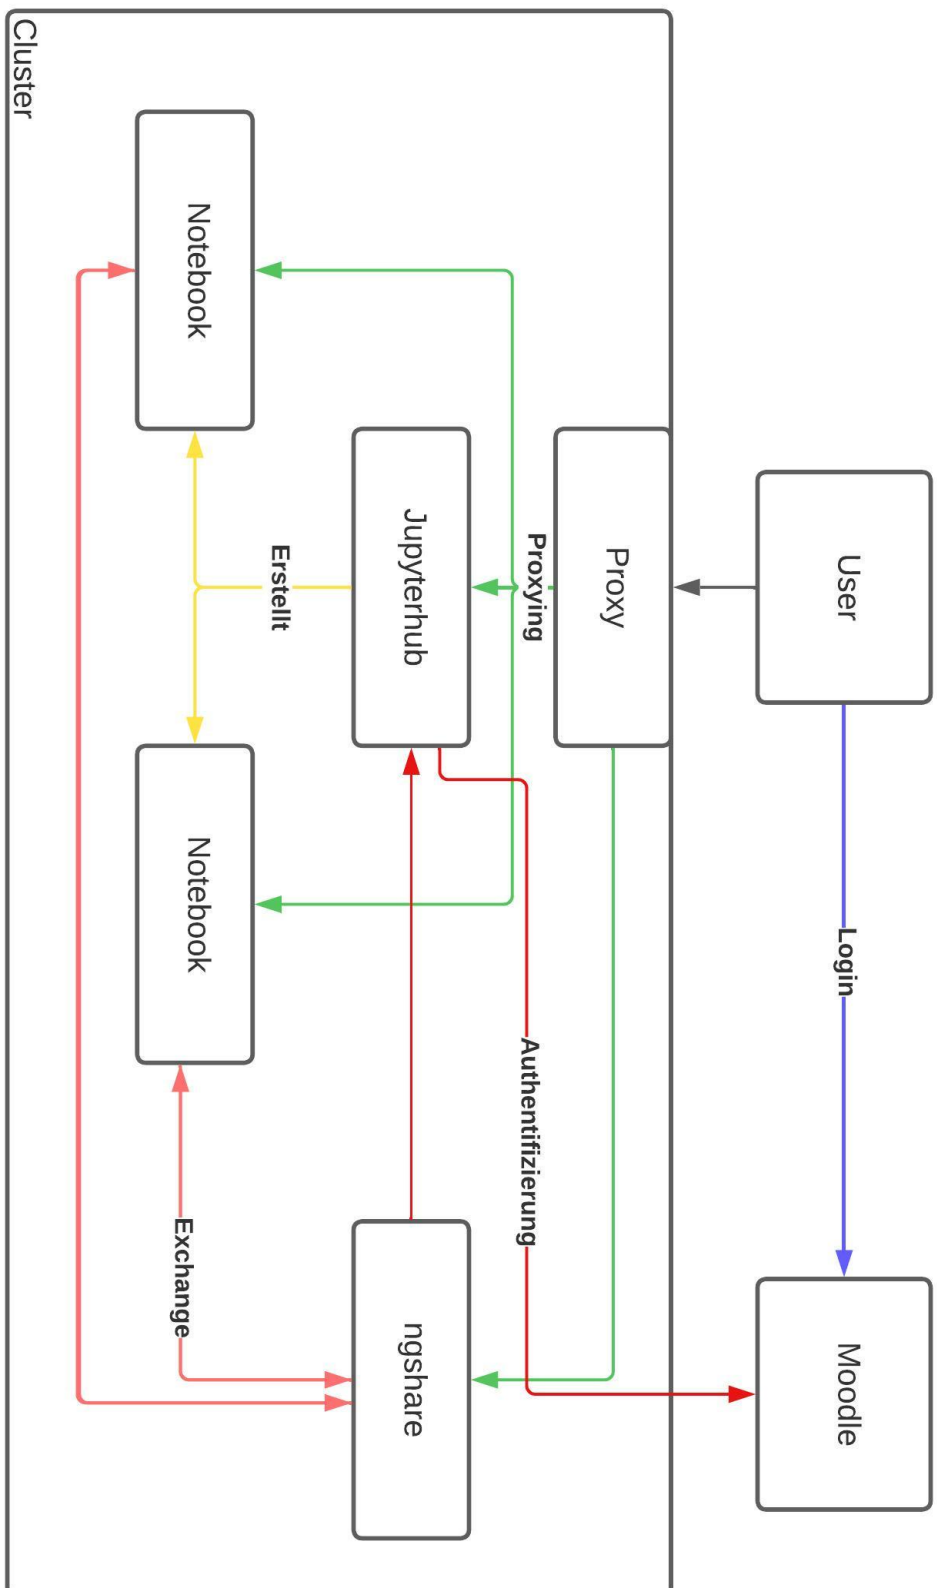 User
Login
Moodle
Proxy
Proxying
Authentifizierung
Jupyterhub
ngshare
Erstellt
Notebook
Notebook
Exchange
Cluster